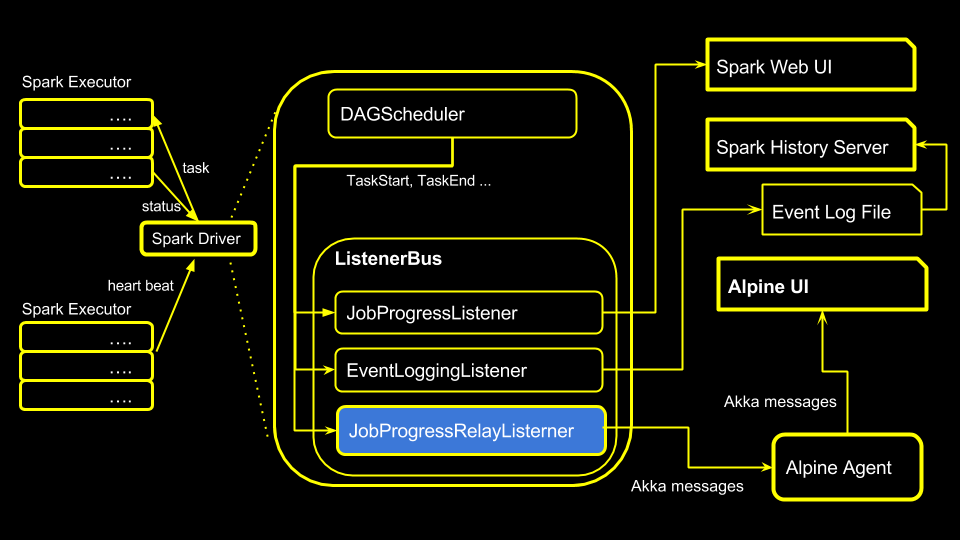 Spark Executor
....
....
....
task
status
Spark Driver
heart beat
Spark Executor
....
....
....
DAGScheduler
TaskStart, TaskEnd ...
ListenerBus
JobProgressListener
EventLoggingListener
JobProgressRelayListerner
Spark Web UI
Spark History Server
Event Log File
Alpine UI
Akka messages
Alpine Agent
Akka messages